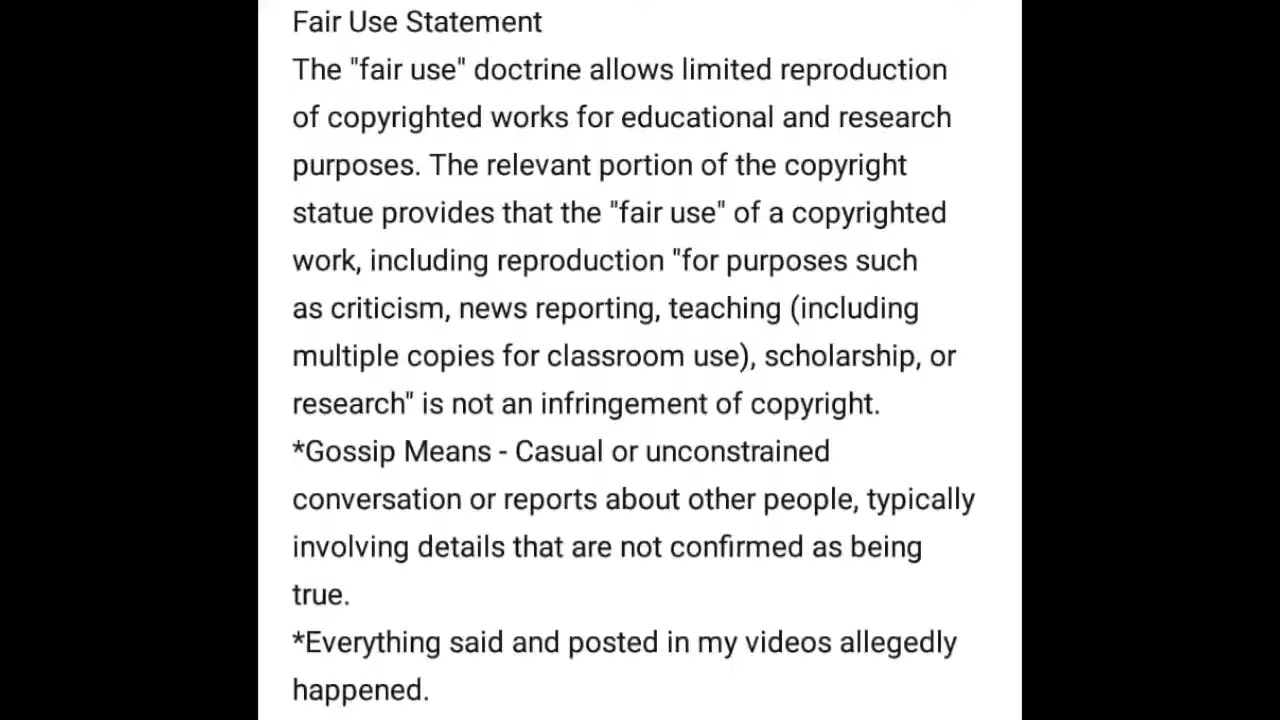 Fair Use Statement
The "fair use" doctrine allows limited reproduction
of copyrighted works for educational and research
purposes. The relevant portion of the copyright
statue provides that the "fair use" of a copyrighted
work, including reproduction "for purposes such
as criticism, news reporting, teaching (including
multiple copies for classroom use), scholarship, or
research" is not an infringement of copyright.
*Gossip Means - Casual or unconstrained
conversation or reports about other people, typically
involving details that are not confirmed as being
true.
*Everything said and posted in my videos allegedly
happened.